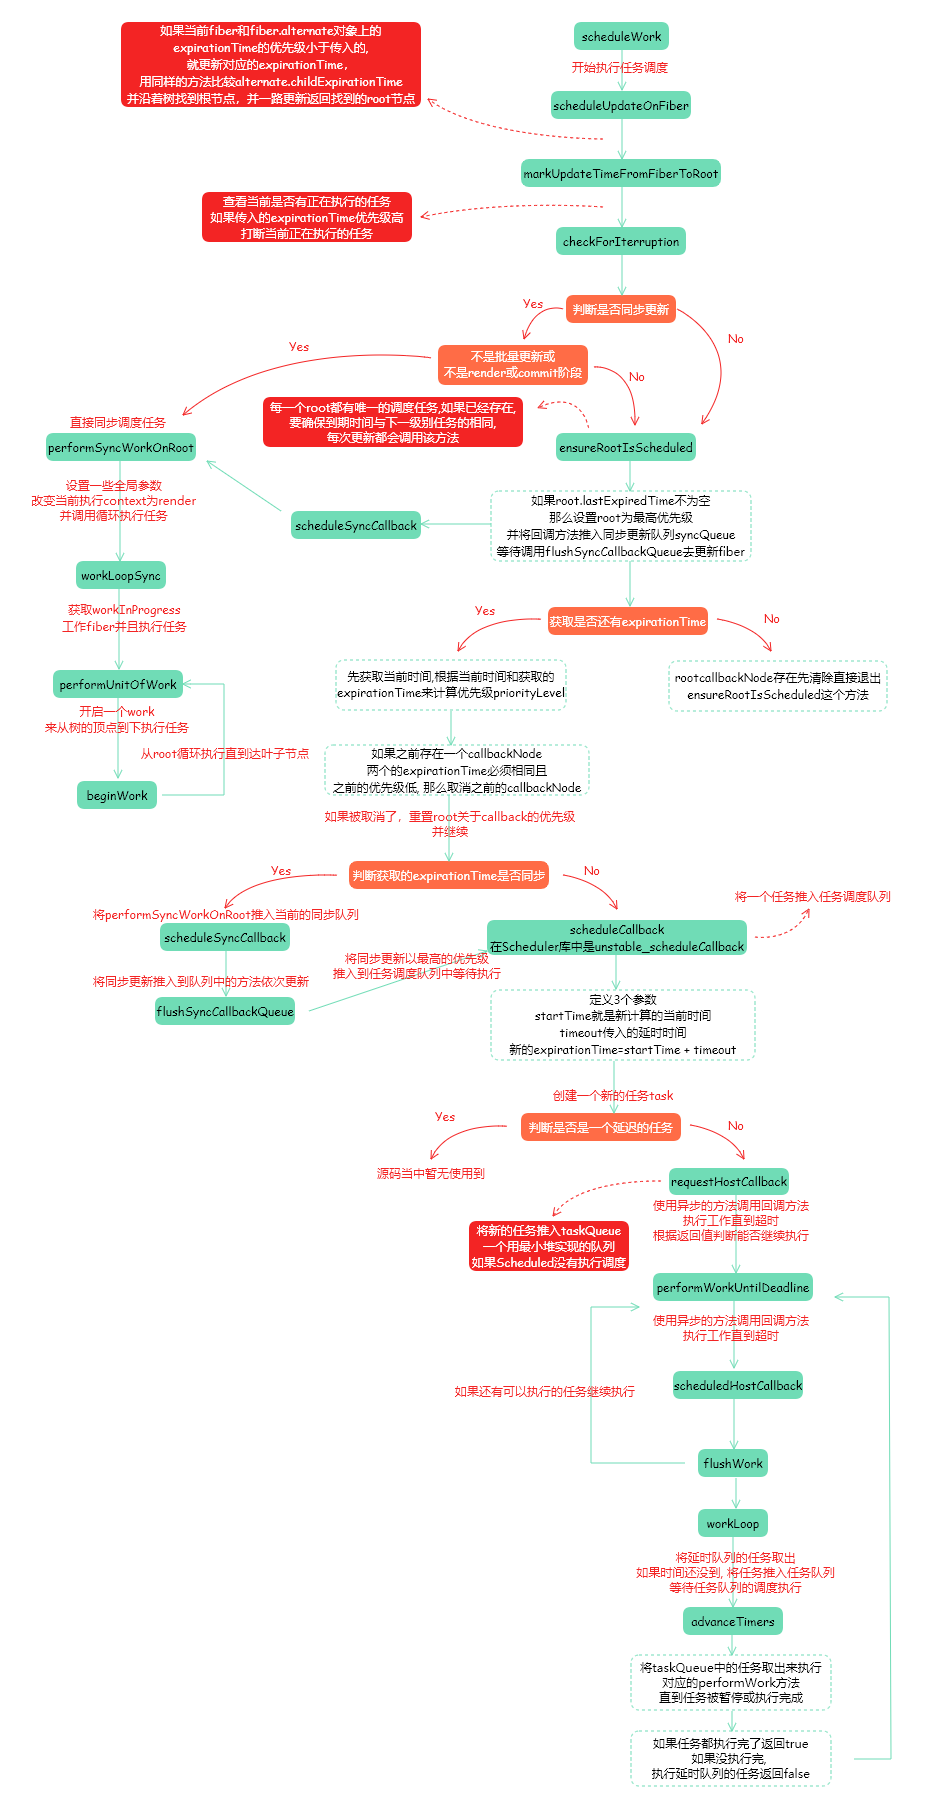 如果当前fiber和fiber.alternate对象上的
expirationTime的优先级小于传入的,
就更新对应的expirationTime，
用同样的方法比较alternate.childExpirationTime
并沿着树找到根节点，并一路更新返回找到的root节点
scheduleWork
开始执行任务调度
scheduleUpdateOnFiber
markUpdateTimeFromFiberToRoot
查看当前是否有正在执行的任务
如果传入的expirationTime优先级高
打断当前正在执行的任务
checkForIterruption
判断是否同步更新
Yes
No
不是批量更新或
不是render或commit阶段
Yes
No
每一个root都有唯一的调度任务,如果已经存在,
要确保到期时间与下一级别任务的相同,
每次更新都会调用该方法
直接同步调度任务
performSyncWorkOnRoot
ensureRootIsScheduled
设置一些全局参数
改变当前执行context为render
并调用循环执行任务
如果root.lastExpiredTime不为空
那么设置root为最高优先级
并将回调方法推入同步更新队列syncQueue
等待调用flushSyncCallbackQueue去更新fiber
scheduleSyncCallback
workLoopSync
获取workInProgress
工作fiber并且执行任务
获取是否还有expirationTime
Yes
No
performUnitOfWork
先获取当前时间,根据当前时间和获取的
expirationTime来计算优先级priorityLevel
rootcallbackNode存在先清除直接退出
ensureRootIsScheduled这个方法
开启一个work
来从树的顶点到下执行任务
从root循环执行直到达叶子节点
beginWork
如果之前存在一个callbackNode
两个的expirationTime必须相同且
之前的优先级低, 那么取消之前的callbackNode
如果被取消了，重置root关于callback的优先级
并继续
判断获取的expirationTime是否同步
Yes
No
将performSyncWorkOnRoot推入当前的同步队列
scheduleSyncCallback
将一个任务推入任务调度队列
scheduleCallback
在Scheduler库中是unstable_scheduleCallback
将同步更新以最高的优先级
推入到任务调度队列中等待执行
将同步更新推入到队列中的方法依次更新
flushSyncCallbackQueue
定义3个参数
startTime就是新计算的当前时间
timeout传入的延时时间
新的expirationTime=startTime + timeout
创建一个新的任务task
判断是否是一个延迟的任务
Yes
No
源码当中暂无使用到
requestHostCallback
使用异步的方法调用回调方法
执行工作直到超时
根据返回值判断能否继续执行
将新的任务推入taskQueue
一个用最小堆实现的队列
如果Scheduled没有执行调度
performWorkUntilDeadline
使用异步的方法调用回调方法
执行工作直到超时
scheduledHostCallback
如果还有可以执行的任务继续执行
flushWork
workLoop
将延时队列的任务取出
如果时间还没到, 将任务推入任务队列
等待任务队列的调度执行
advanceTimers
将taskQueue中的任务取出来执行
对应的performWork方法
直到任务被暂停或执行完成
如果任务都执行完了返回true
如果没执行完,
执行延时队列的任务返回false